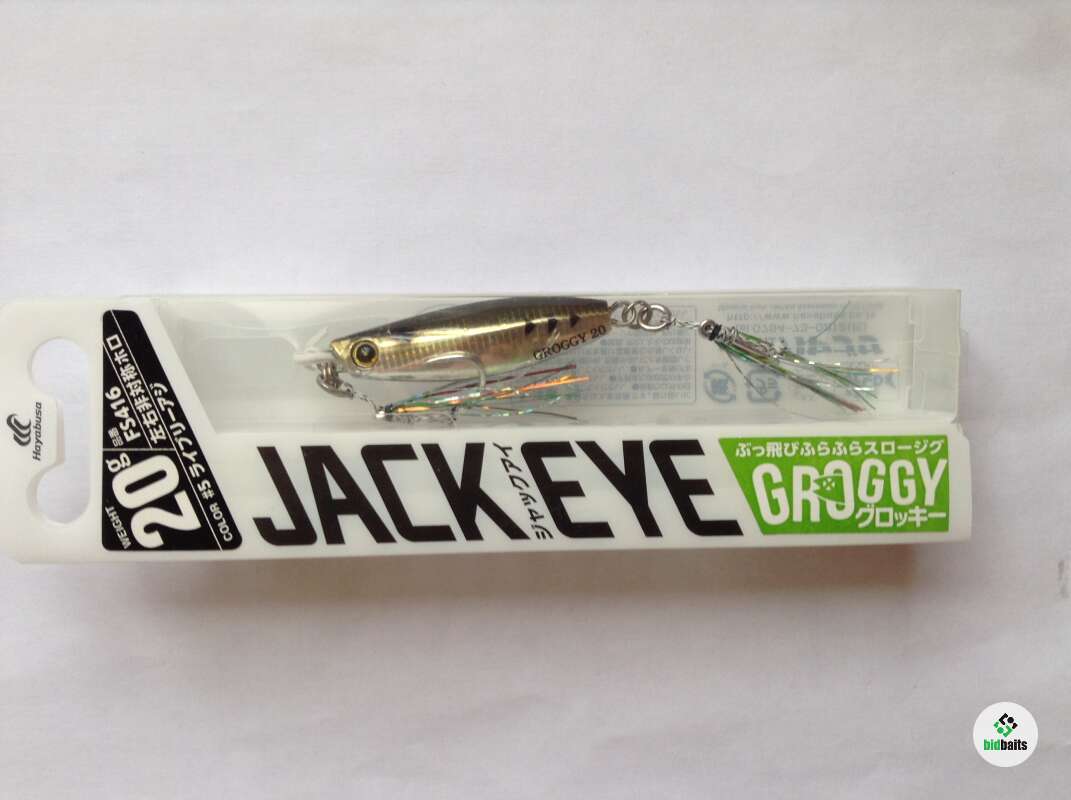 Hayabusa
WEIGHT
20g
品番
FS416
左右非対称ホロ
COLOR #5 ライブリーアジ
GROGGY 20
JACK EYE
ジャックアイ
ぶっ飛びふらふらスロージグ
GROGGY
グロッキー
bidbaits